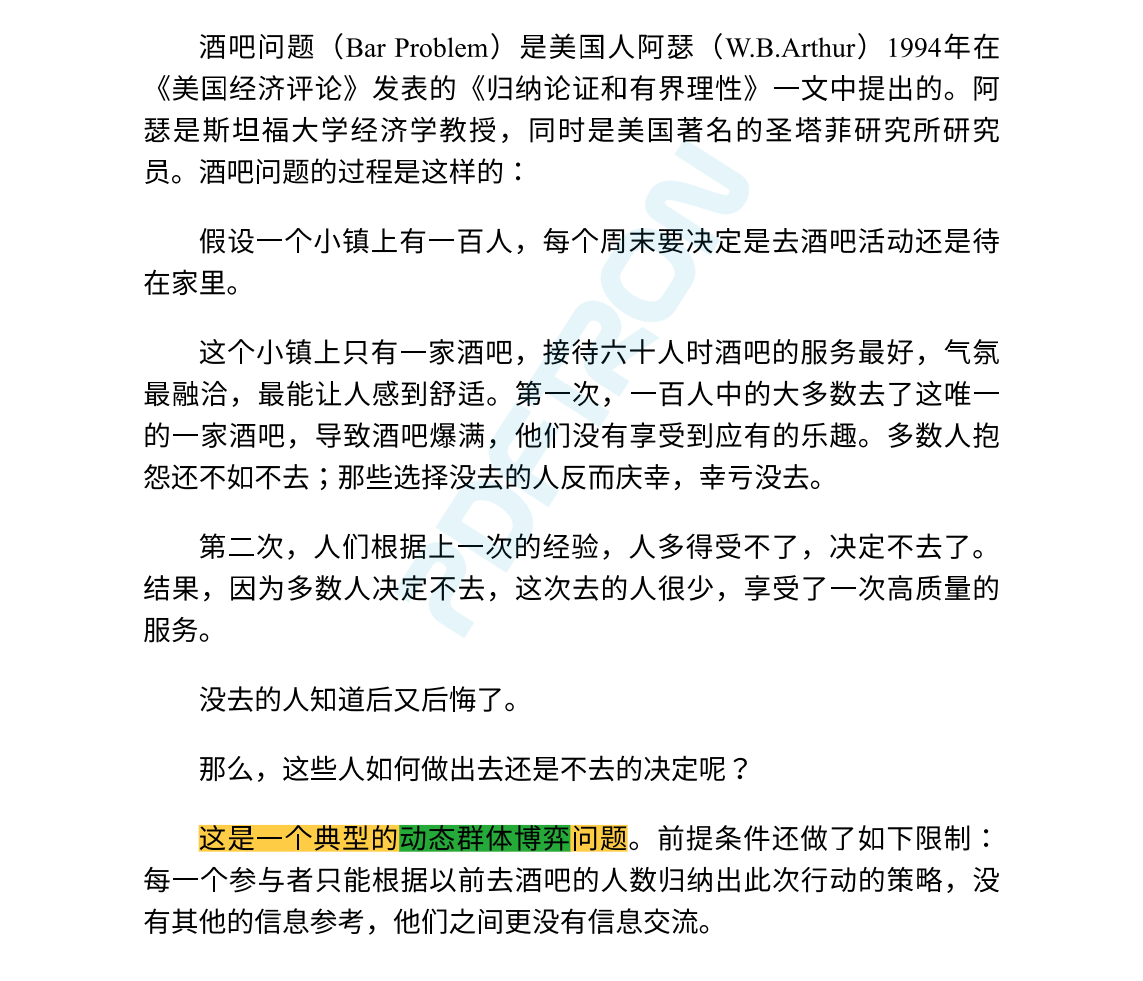 酒吧问题（Bar Problem）是美国人阿瑟（W.B.Arthur）1994年在
《美国经济评论》发表的《归纳论证和有界理性》一文中提出的。阿
瑟是斯坦福大学经济学教授，同时是美国著名的圣塔菲研究所研究
员。酒吧问题的过程是这样的：
假设一个小镇上有一百人，每个周末要决定是去酒吧活动还是待
在家里。
这个小镇上只有一家酒吧，接待六十人时酒吧的服务最好，气氛
最融洽，最能让人感到舒适。第一次，一百人中的大多数去了这唯一
的一家酒吧，导致酒吧爆满，他们没有享受到应有的乐趣。多数人抱
怨还不如不去；那些选择没去的人反而庆幸，幸亏没去。
第二次，人们根据上一次的经验，人多得受不了，决定不去了。
结果，因为多数人决定不去，这次去的人很少，享受了一次高质量的
服务。
没去的人知道后又后悔了。
那么，这些人如何做出去还是不去的决定呢？
这是一个典型的动态群体博弈问题。前提条件还做了如下限制：
每一个参与者只能根据以前去酒吧的人数归纳出此次行动的策略，没
有其他的信息参考，他们之间更没有信息交流。
PDETRON